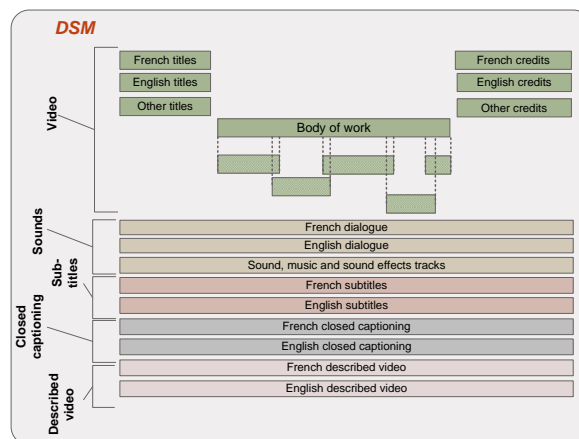 DSM
Video
French titles
English titles
Other titles
French credits
English credits
Other credits
Body of work
Sounds
French dialogue
English dialogue
Sound, music and sound effects tracks
Sub-
titles
French subtitles
English subtitles
Closed
captioning
French closed captioning
English closed captioning
Described
video
French described video
English described video